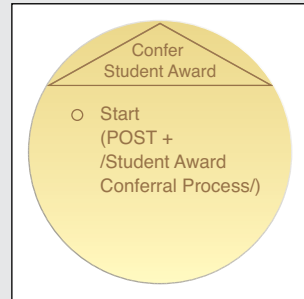 Confer
Student Award
Start
(POST +
/Student Award
Conferral Process/)